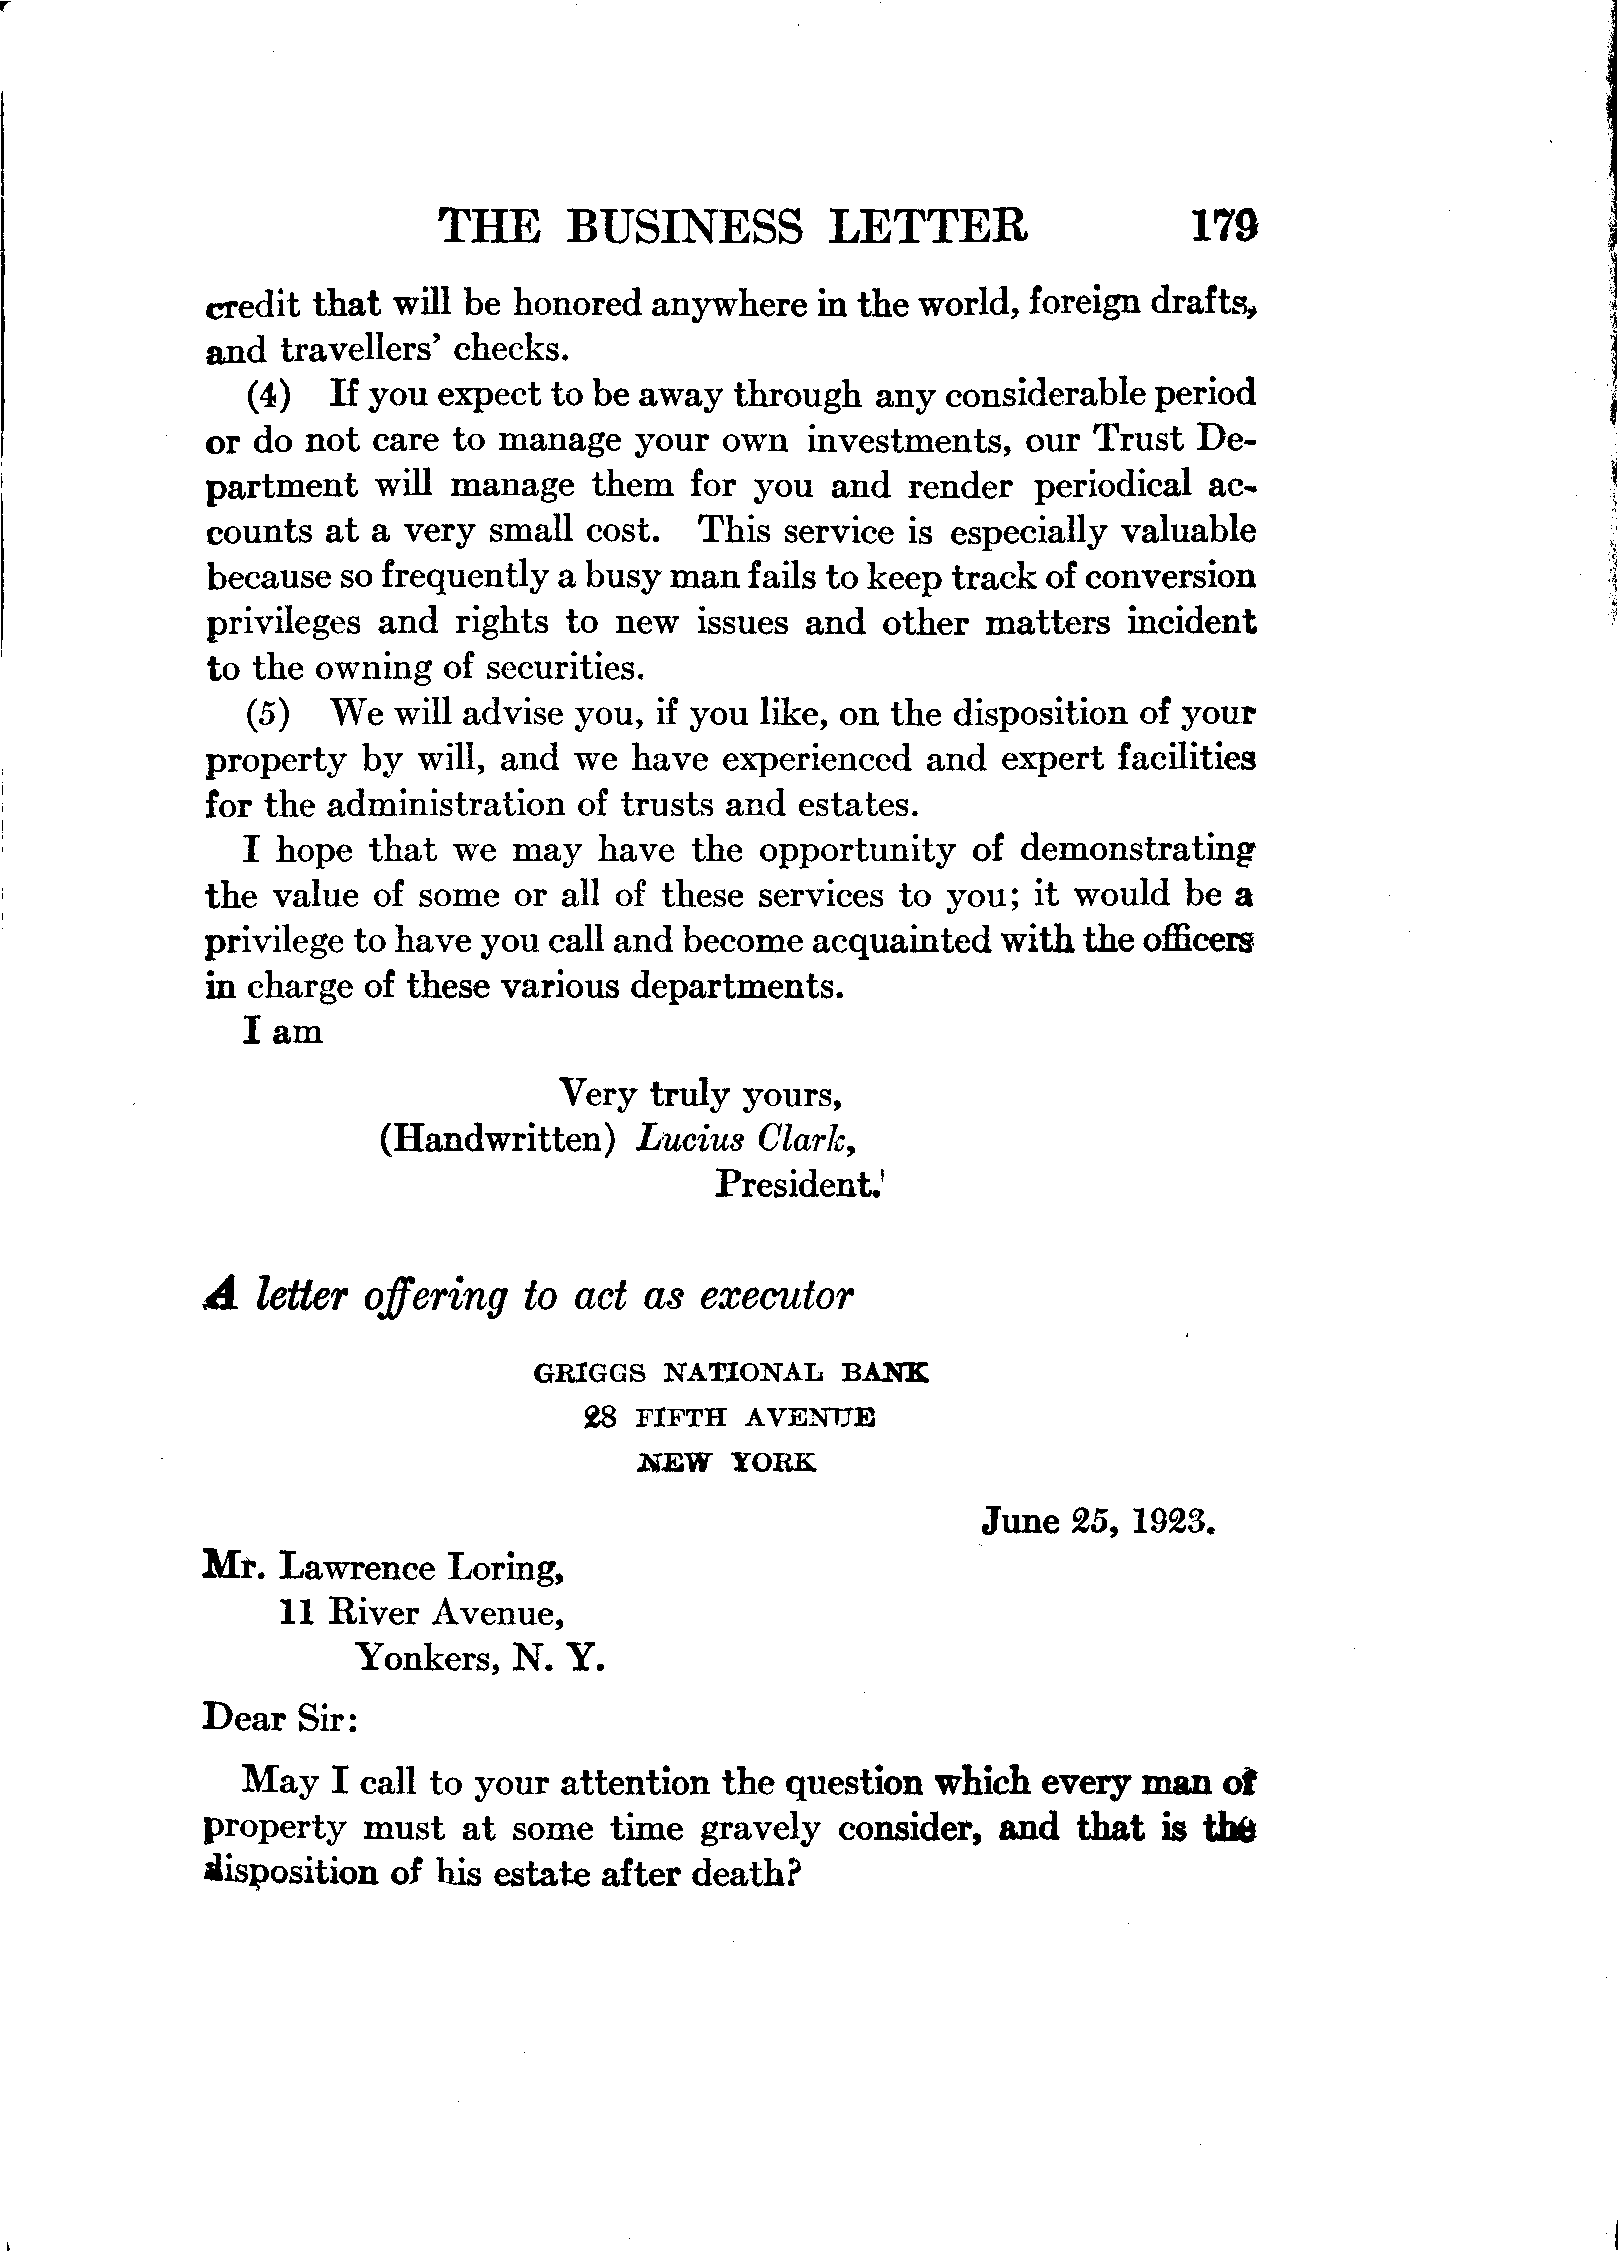 THE BUSINESS LETTER 179
credit that will be honored anywhere in the world, foreign drafts,
and travellers' checks.
(4) If you expect to be away through any considerable period
or do not care to manage your own investments, our Trust De-
partment will manage them for you and render periodical ac-
counts at a very small cost. This service is especially valuable
because so frequently a busy man fails to keep track of conversion
privileges and rights to new issues and other matters incident
to the owning of securities.
(5) We will advise you, if you like, on the disposition of your
property by will, and we have experienced and expert facilities
for the administration of trusts and estates.
I hope that we may have the opportunity of demonstrating
the value of some or all of these services to you; it would be a
privilege to have you call and become acquainted with the officers
in charge of these various departments.
I am
Very truly yours,
(Handwritten) Lucius Clark,
President.
A letter offering to act as executor
GRIGGS NATIONAL BANK
28 FIFTH AVENUE
NEW YORK
June 25, 1923.
Mr. Lawrence Loring,
11 River Avenue,
Yonkers, N. Y.
Dear Sir:
May I call to your attention the question which every man of
property must at some time gravely consider, and that is the
disposition of his estate after death?